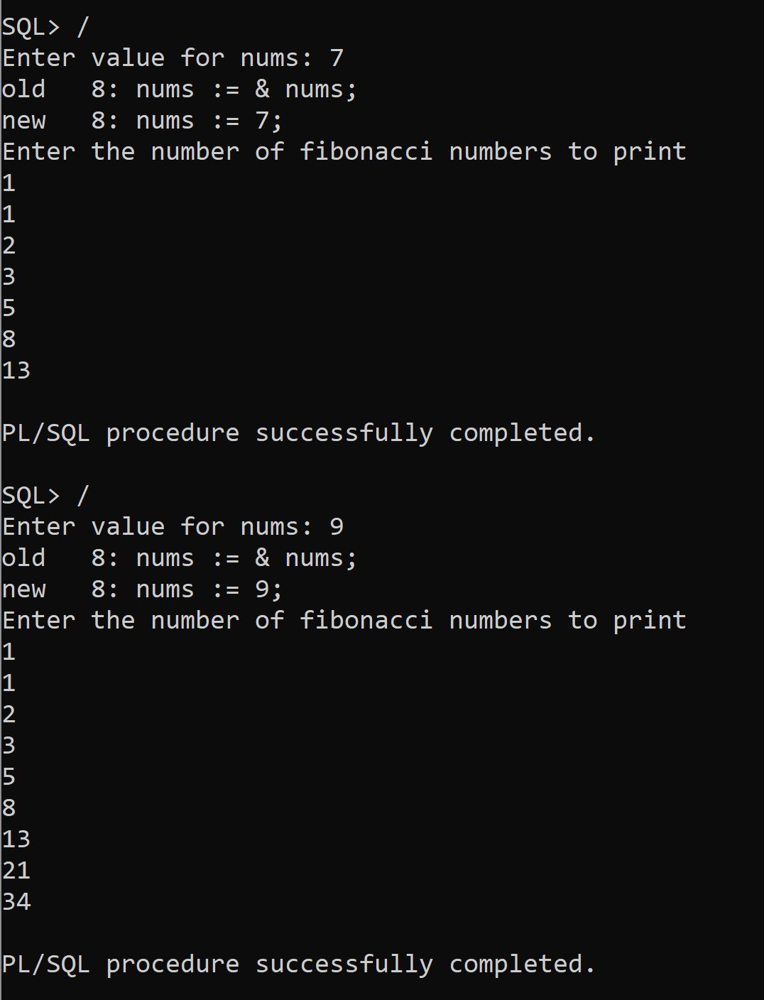 SQL> /
Enter value for nums: 7
old   8: nums := & nums;
new   8: nums := 7;
Enter the number of fibonacci numbers to print
1
1
2
3
5
8
13
PL/SQL procedure successfully completed.
SQL> /
Enter value for nums: 9
old   8: nums := & nums;
new   8: nums := 9;
Enter the number of fibonacci numbers to print
1
1
2
3
5
8
13
21
34
PL/SQL procedure successfully completed.